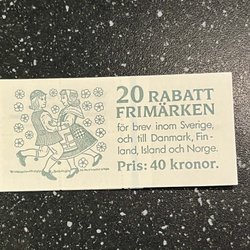 20 RABATT
FRIMÄRKEN
för brev inom Sverige,
och till Danmark, Fin-
land, Island och Norge.
Pris: 40 kronor.